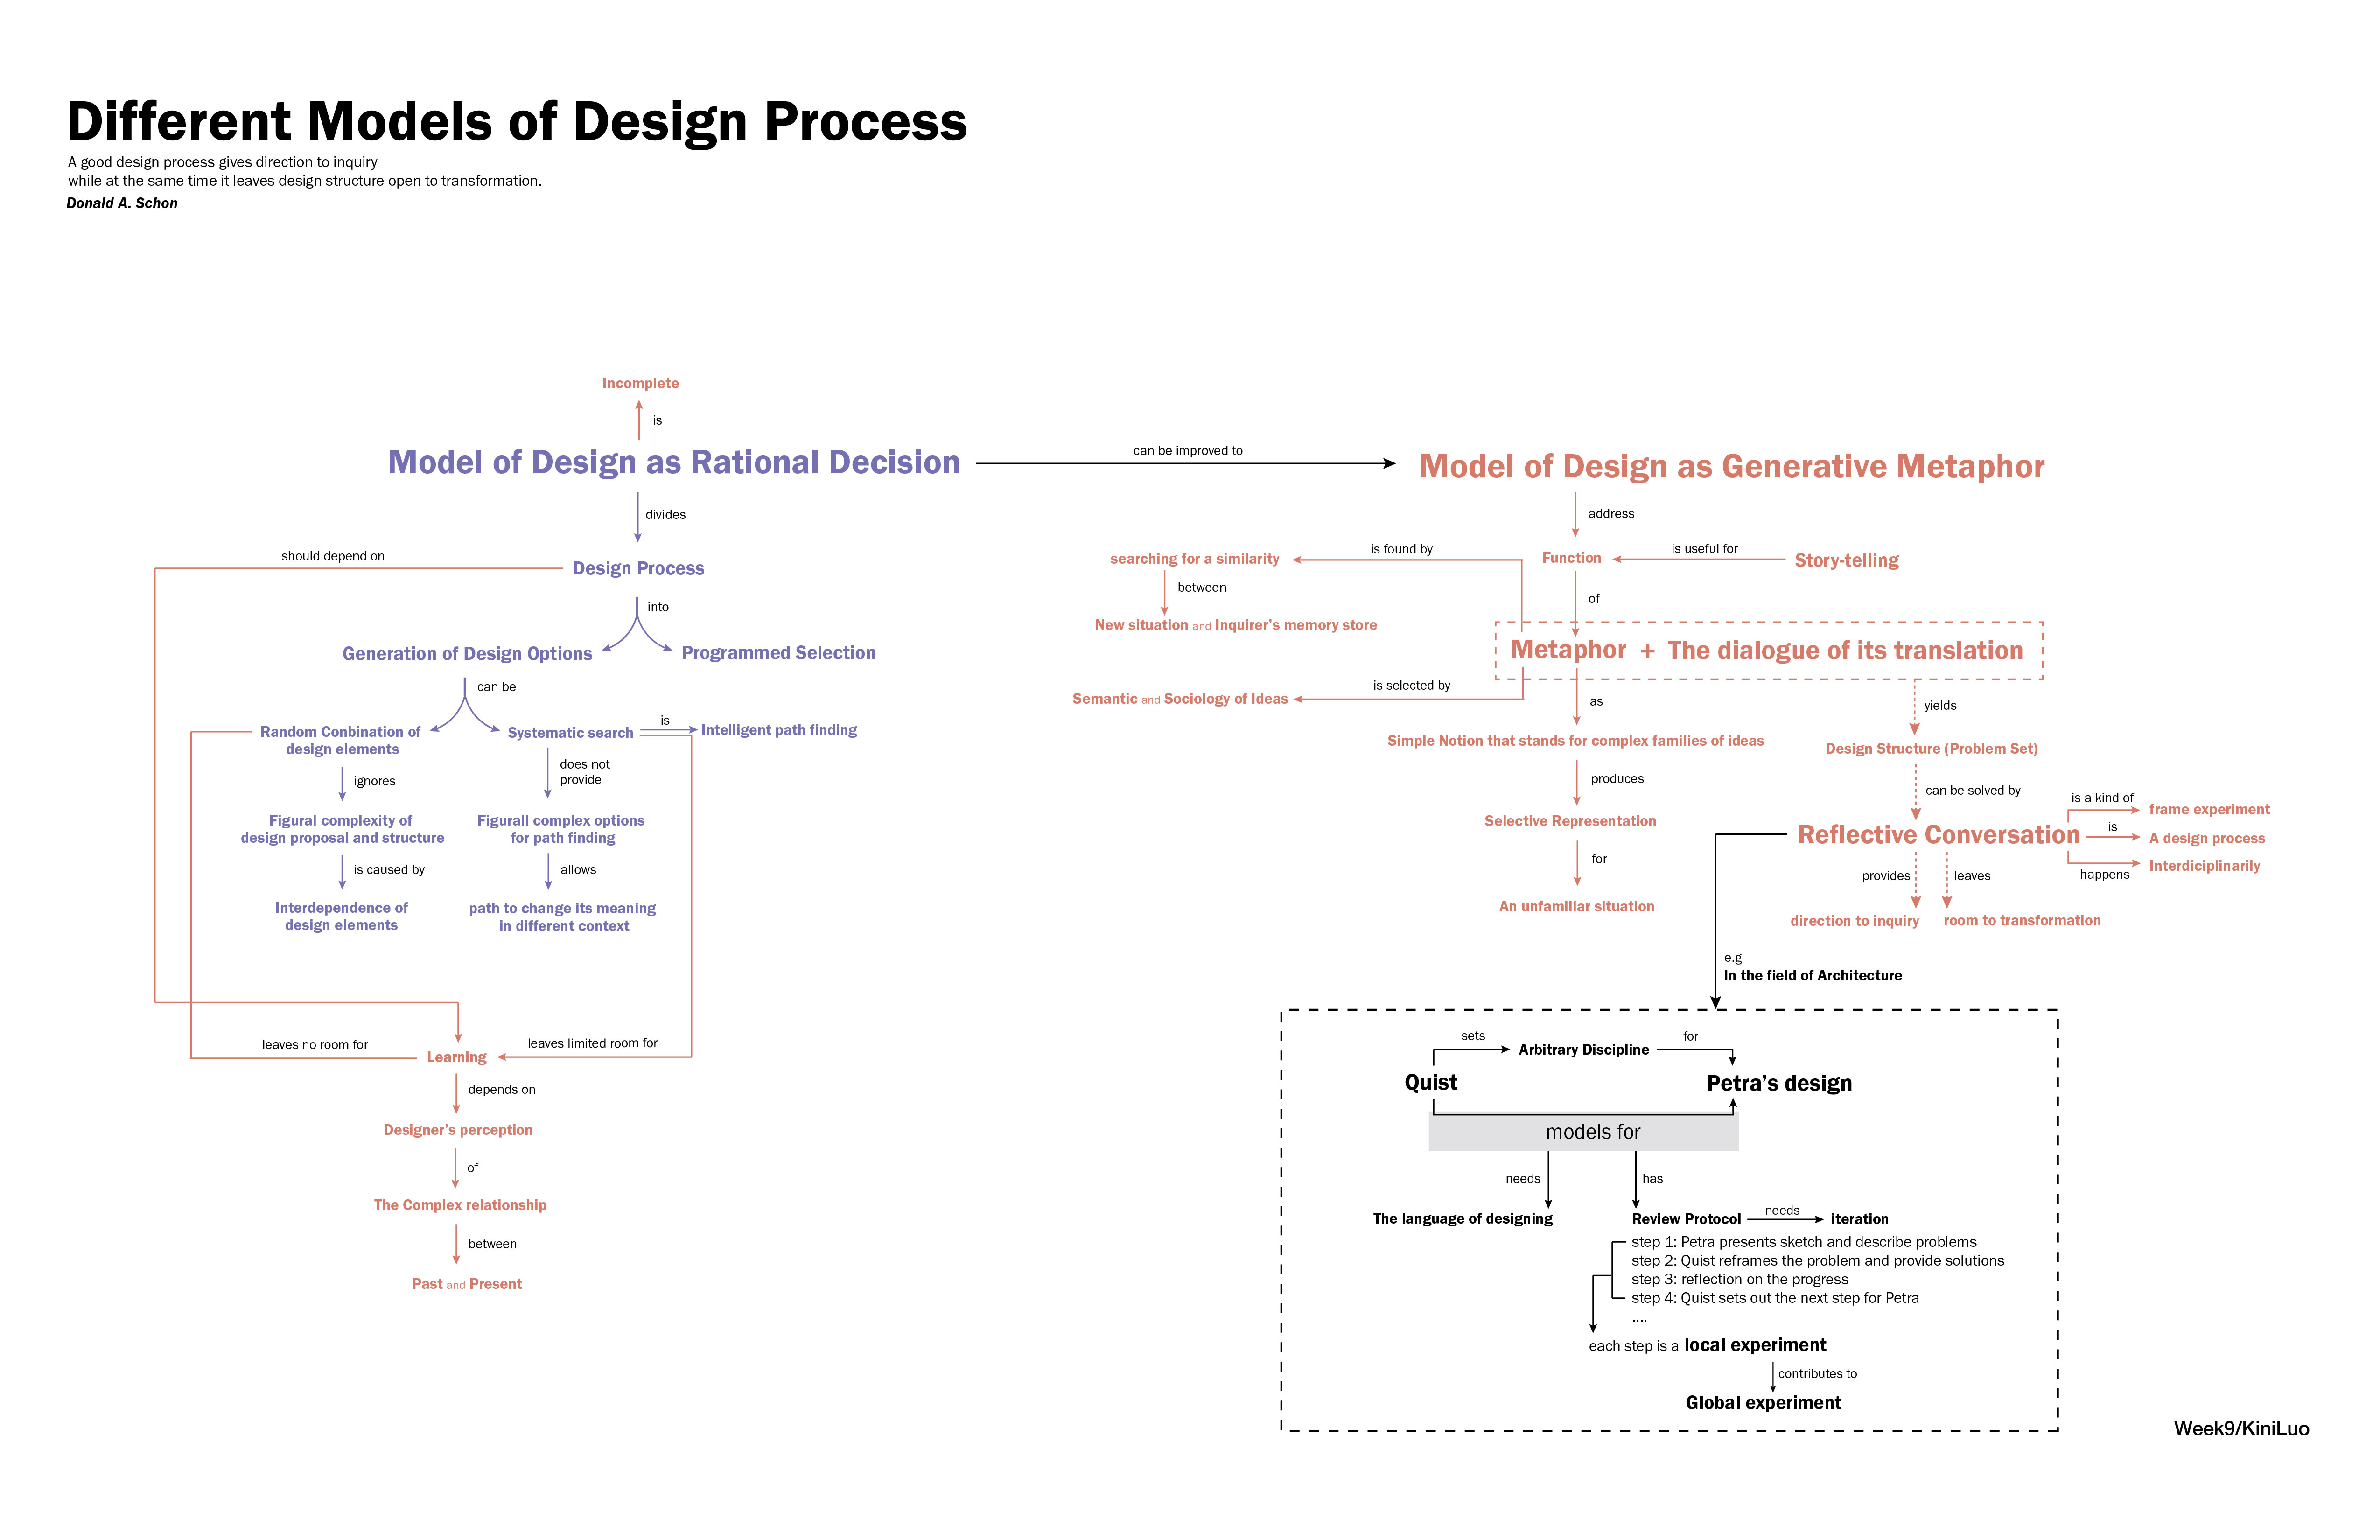 Different Models of Design Process
A good design process gives direction to inquiry
while at the same time it leaves design structure open to transformation.
Donald A. Schon
Incomplete
is
Model of Design as Rational Decision
can be improved to
Model of Design as Generative Metaphor
divides
should depend on
Design Process
into
Generation of Design Options
Programmed Selection
can be
Random Conbination of
design elements
Systematic search
is
Intelligent path finding
ignores
does not
provide
Figural complexity of
design proposal and structure
Figurall complex options
for path finding
is caused by
allows
Interdependence of
design elements
path to change its meaning
in different context
leaves no room for
Learning
leaves limited room for
depends on
Designer's perception
of
The Complex relationship
between
Past and Present
address
searching for a similarity
is found by
Function
is useful for
Story-telling
between
of
New situation and Inquirer's memory store
Metaphor + The dialogue of its translation
Semantic and Sociology of Ideas
is selected by
as
yields
Simple Notion that stands for complex families of ideas
Design Structure (Problem Set)
produces
can be solved by
Selective Representation
Reflective Conversation
is a kind of
frame experiment
is
A design process
happens
Interdiciplinarily
for
provides
leaves
An unfamiliar situation
direction to inquiry
room to transformation
e.g
In the field of Architecture
sets
Arbitrary Discipline
for
Quist
Petra's design
models for
needs
has
The language of designing
Review Protocol
needs
iteration
step 1: Petra presents sketch and describe problems
step 2: Quist reframes the problem and provide solutions
step 3: reflection on the progress
step 4: Quist sets out the next step for Petra
....
each step is a local experiment
contributes to
Global experiment
Week9/KiniLuo